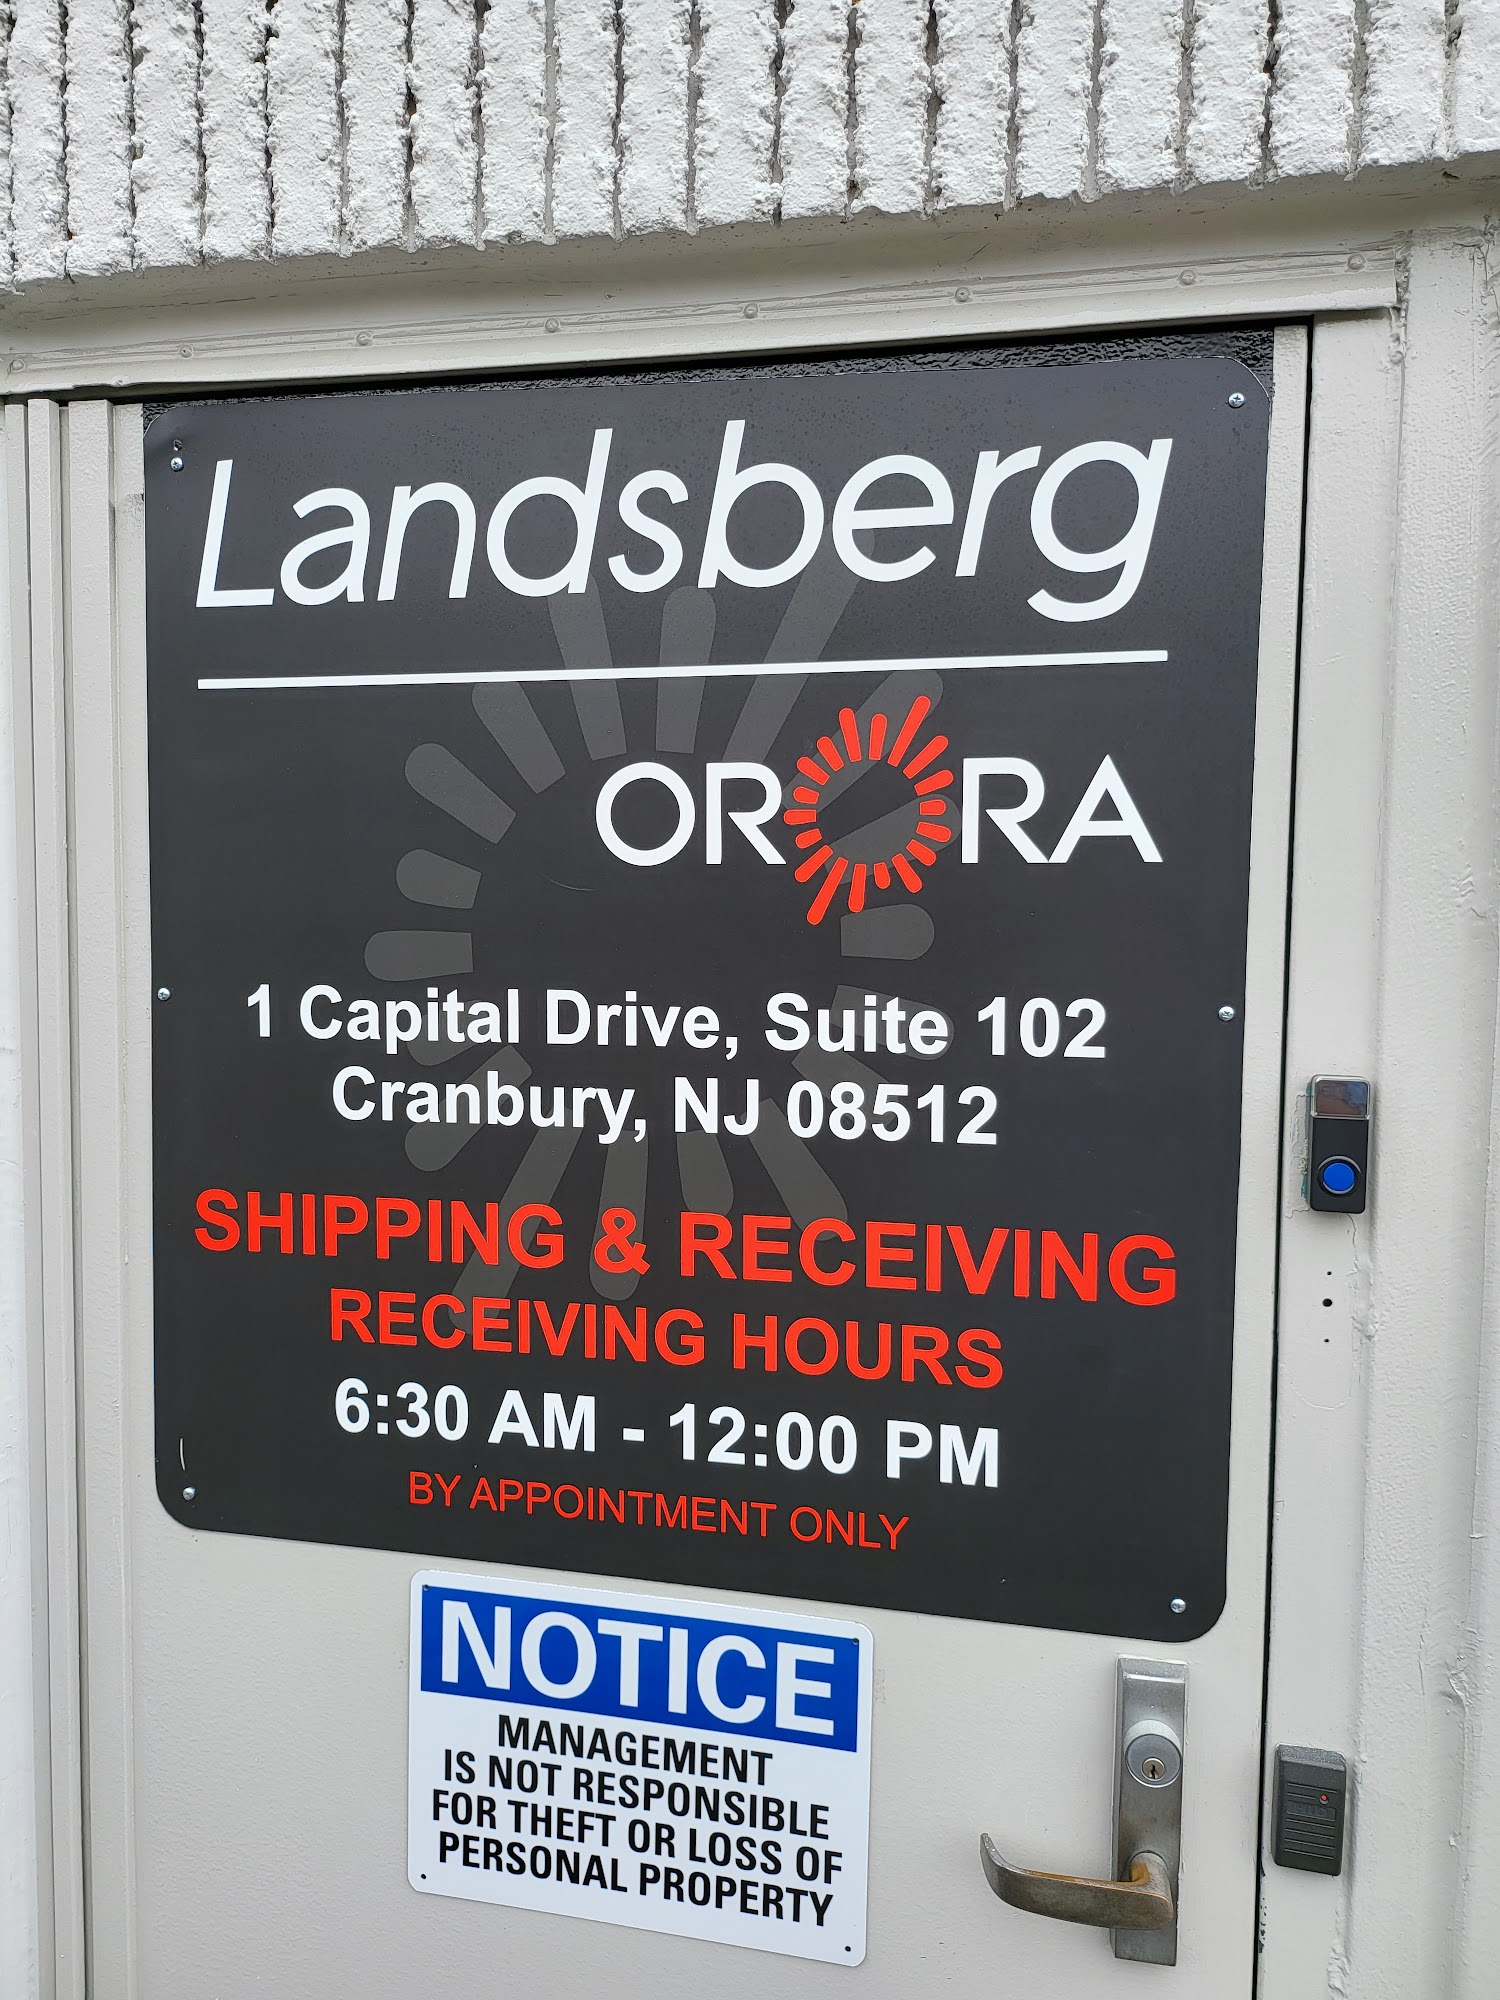 Landsberg
ORORA
1 Capital Drive, Suite 102
Cranbury, NJ 08512
SHIPPING & RECEIVING
RECEIVING HOURS
6:30 AM - 12:00 PM
BY APPOINTMENT ONLY
NOTICE
MANAGEMENT
IS NOT RESPONSIBLE
FOR THEFT OR LOSS OF
PERSONAL PROPERTY